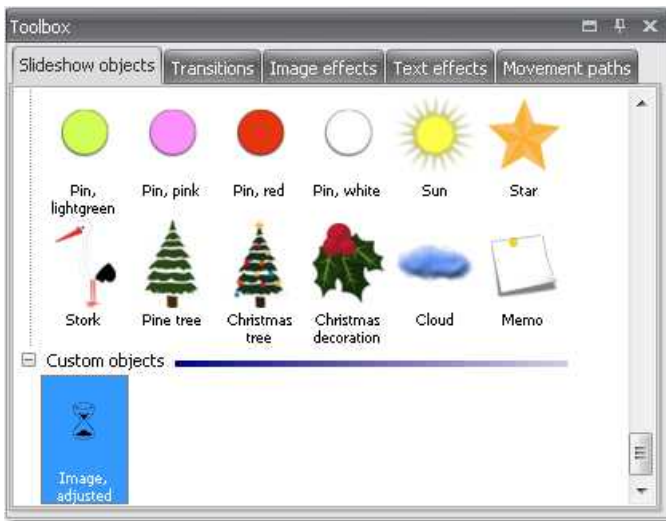 Toolbox
Slideshow objects Transitions Image effects Text effects Movement paths
Pin, lightgreen
Pin, pink
Pin, red
Pin, white
Sun
Star
Stork
Pine tree
Christmas tree
Christmas decoration
Cloud
Memo
Custom objects
Image, adjusted